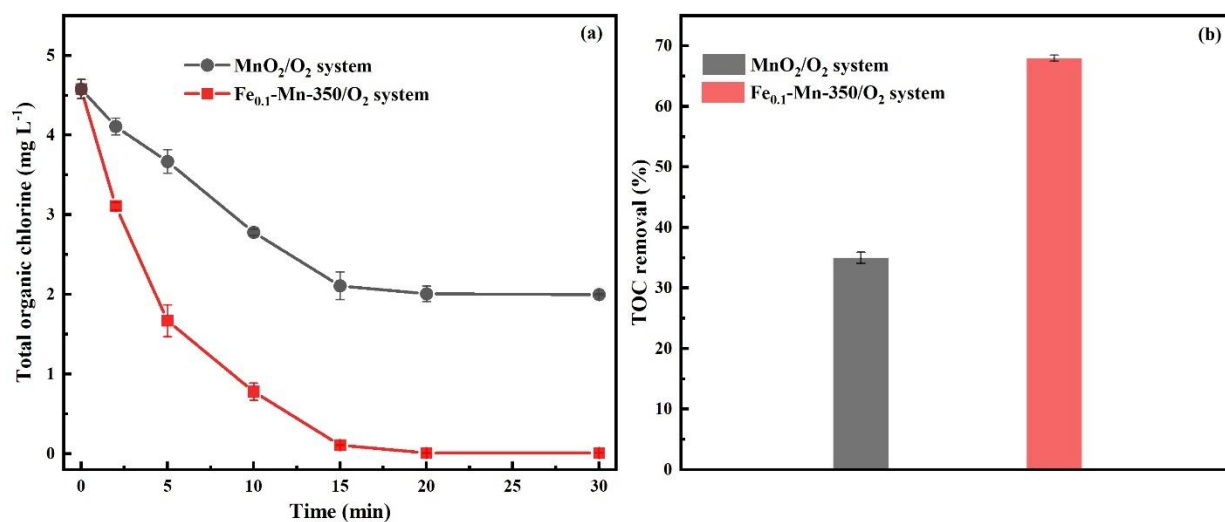 (a)
MnO₂/O₂ system
Fe₀.₁-Mn-350/O₂ system
Total organic chlorine (mg L⁻¹)
5
4
3
2
1
0
0 5 10 15 20 25 30
Time (min)
(b)
MnO₂/O₂ system
Fe₀.₁-Mn-350/O₂ system
TOC removal (%)
70
60
50
40
30
20
10
0